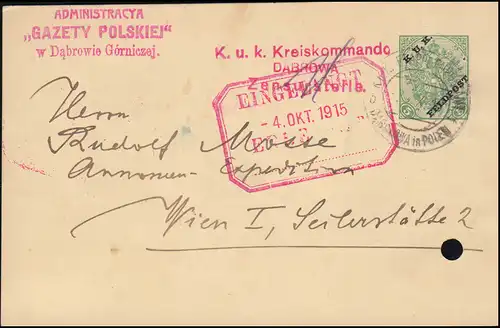 ADMINISTRACYA
„GAZETY POLSKIEJ”
w Dąbrowie Górniczej.
K. u. k. Kreiskommando
DĄBROWA
Zensurstelle.
K.U.K.
FELDPOST
EINGELANGT
- 4. OKT. 1915
Herrn
Rudolf Mosse
Annoncen-Expedition
Wien I, Seilerstätte 2